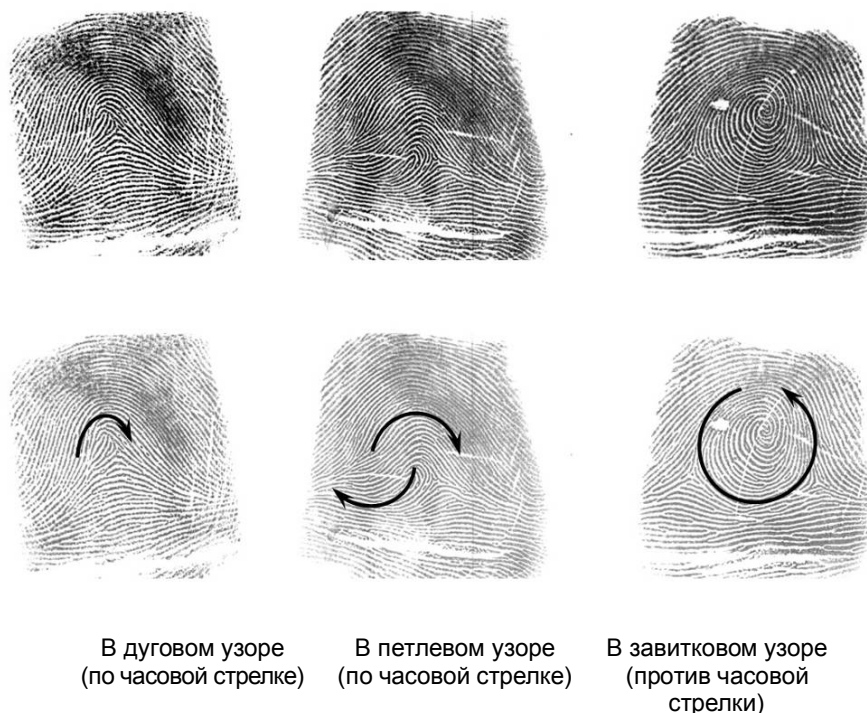 В дуговом узоре
(по часовой стрелке)
В петлевом узоре
(по часовой стрелке)
В завитковом узоре
(против часовой
стрелки)